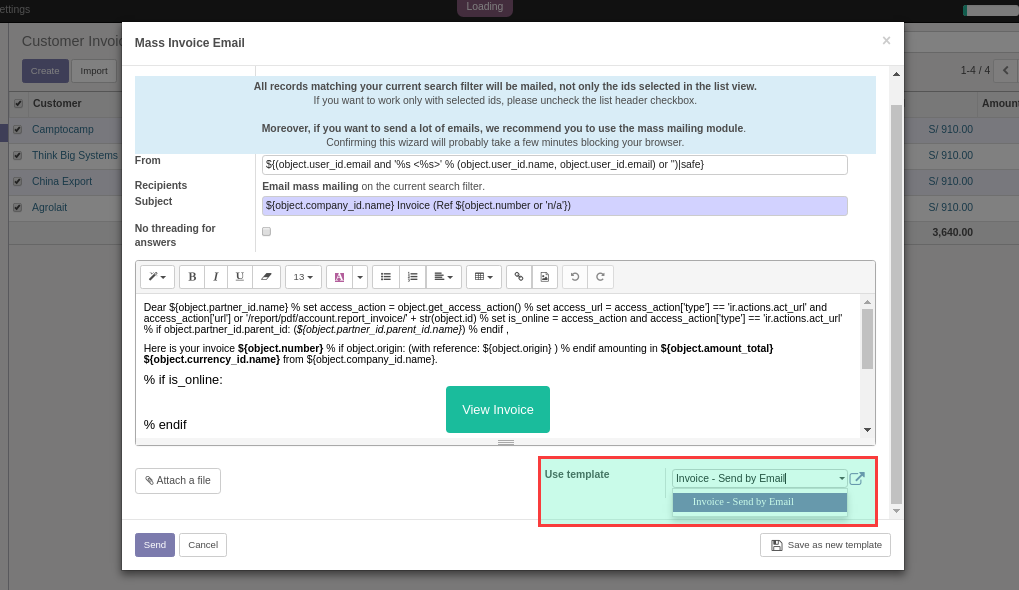 ettings
Loading
Customer Invoic
Mass Invoice Email
×
Create
Import
1-4 / 4
Customer
Amoun
Camptocamp
S/ 910.00
Think Big Systems
S/ 910.00
China Export
S/ 910.00
Agrolait
S/ 910.00
3,640.00
All records matching your current search filter will be mailed, not only the ids selected in the list view.
If you want to work only with selected ids, please uncheck the list header checkbox.
Moreover, if you want to send a lot of emails, we recommend you to use the mass mailing module.
Confirming this wizard will probably take a few minutes blocking your browser.
From
${(object.user_id.email and '%s <%s>' % (object.user_id.name, object.user_id.email) or '')|safe}
Recipients
Email mass mailing on the current search filter.
Subject
${object.company_id.name} Invoice (Ref ${object.number or 'n/a'})
No threading for
answers
B I U 13 A
Dear ${object.partner_id.name} % set access_action = object.get_access_action() % set access_url = access_action['type'] == 'ir.actions.act_url' and
access_action['url'] or '/report/pdf/account.report_invoice/' + str(object.id) % set is_online = access_action and access_action['type'] == 'ir.actions.act_url'
% if object.partner_id.parent_id: (${object.partner_id.parent_id.name}) % endif ,
Here is your invoice ${object.number} % if object.origin: (with reference: ${object.origin} ) % endif amounting in ${object.amount_total}
${object.currency_id.name} from ${object.company_id.name}.
% if is_online:
View Invoice
% endif
Attach a file
Use template
Invoice - Send by Email
Invoice - Send by Email
Send
Cancel
Save as new template